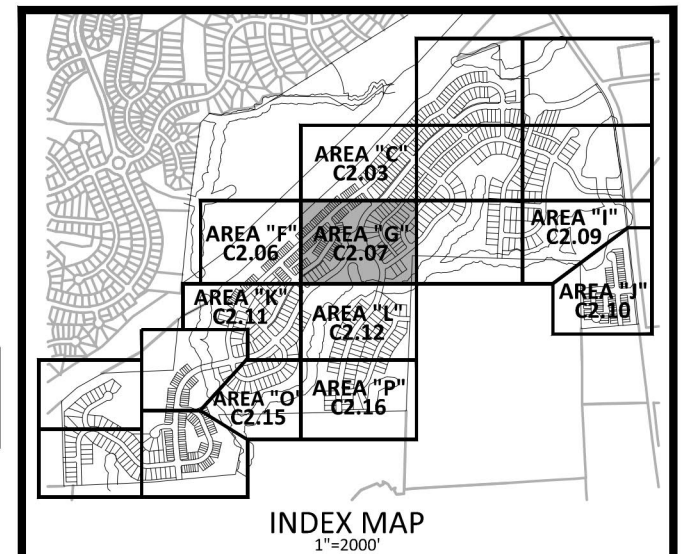 AREA "C"
C2.03
AREA "F"
C2.06
AREA "G"
C2.07
AREA "I"
C2.09
AREA "K"
C2.11
AREA "L"
C2.12
AREA "J"
C2.10
AREA "O"
C2.15
AREA "P"
C2.16
INDEX MAP
1"=2000'